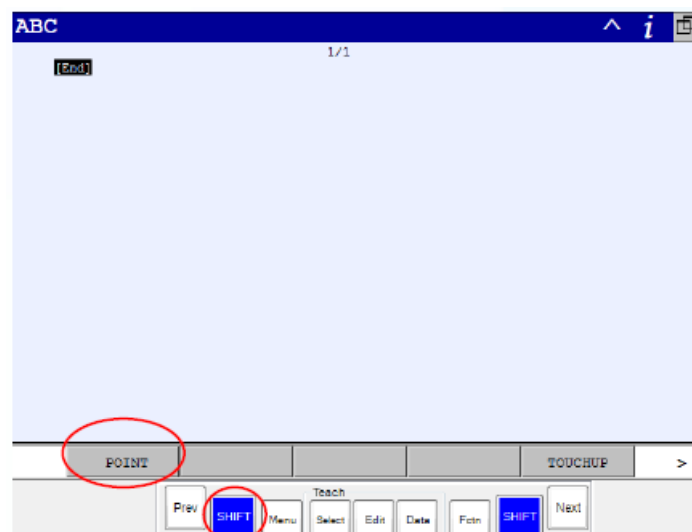 ABC
1/1
[End]
POINT TOUCHUP >
Teach
Prev SHIFT Menu Select Edit Data Fctn SHIFT Next